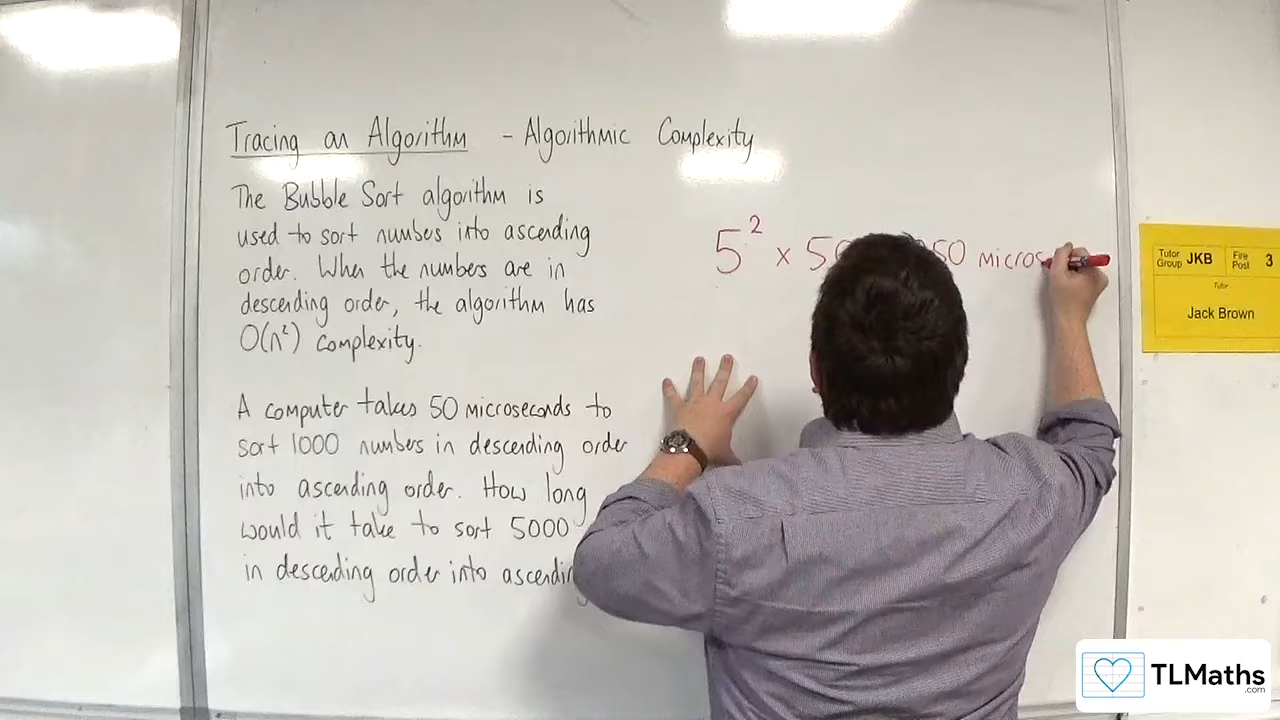 Tracing an Algorithm - Algorithmic Complexity
The Bubble Sort algorithm is
used to sort numbers into ascending
order. When the numbers are in
descending order, the algorithm has
O(n²) complexity.
A computer takes 50 microseconds to
sort 1000 numbers in descending order
into ascending order. How long
would it take to sort 5000
in descending order into ascending
5² × 50 micros
Tutor Group JKB Fire Post 3
Tutor
Jack Brown
TLMaths
.com